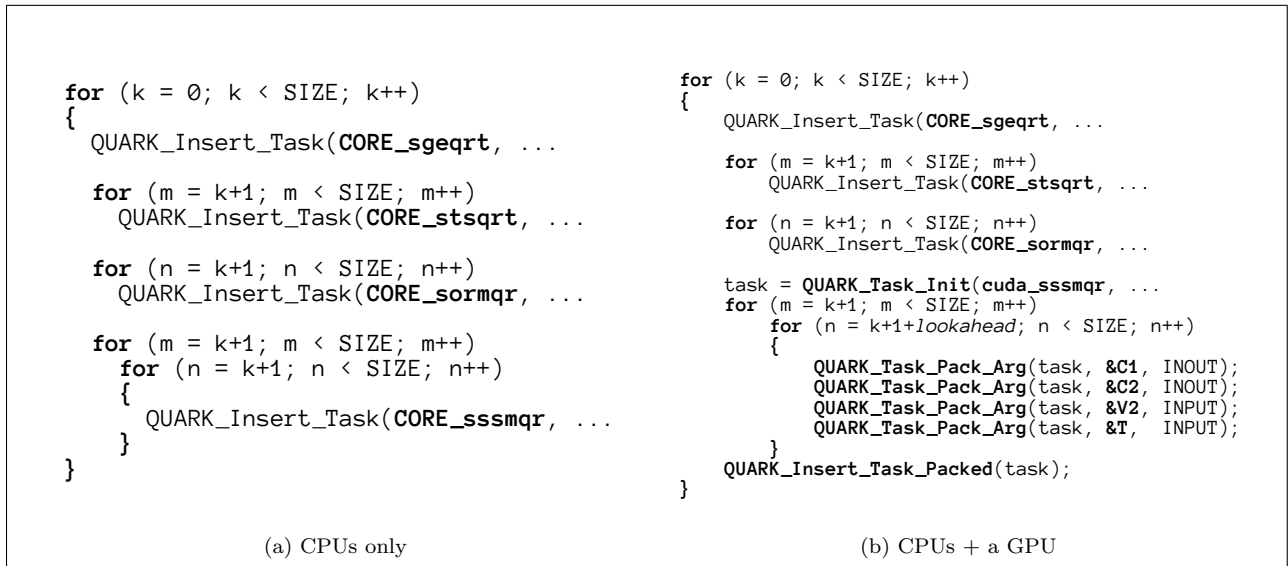 for (k = 0; k < SIZE; k++)
{
  QUARK_Insert_Task(CORE_sgeqrt, ...

  for (m = k+1; m < SIZE; m++)
    QUARK_Insert_Task(CORE_stsqrt, ...

  for (n = k+1; n < SIZE; n++)
    QUARK_Insert_Task(CORE_sormqr, ...

  for (m = k+1; m < SIZE; m++)
    for (n = k+1; n < SIZE; n++)
    {
      QUARK_Insert_Task(CORE_sssmqr, ...
    }
}
(a) CPUs only
for (k = 0; k < SIZE; k++)
{
    QUARK_Insert_Task(CORE_sgeqrt, ...

    for (m = k+1; m < SIZE; m++)
        QUARK_Insert_Task(CORE_stsqrt, ...

    for (n = k+1; n < SIZE; n++)
        QUARK_Insert_Task(CORE_sormqr, ...

    task = QUARK_Task_Init(cuda_sssmqr, ...
    for (m = k+1; m < SIZE; m++)
        for (n = k+1+lookahead; n < SIZE; n++)
        {
            QUARK_Task_Pack_Arg(task, &C1, INOUT);
            QUARK_Task_Pack_Arg(task, &C2, INOUT);
            QUARK_Task_Pack_Arg(task, &V2, INPUT);
            QUARK_Task_Pack_Arg(task, &T,  INPUT);
        }
    QUARK_Insert_Task_Packed(task);
}
(b) CPUs + a GPU